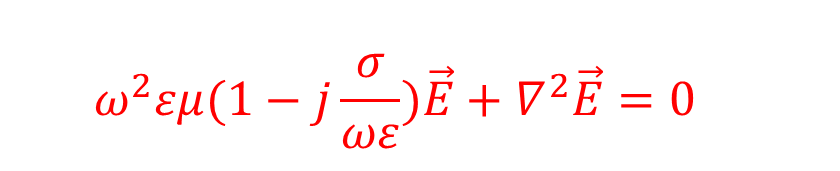 ω²εμ(1 − j σ/ωε)E⃗ + ∇²E⃗ = 0